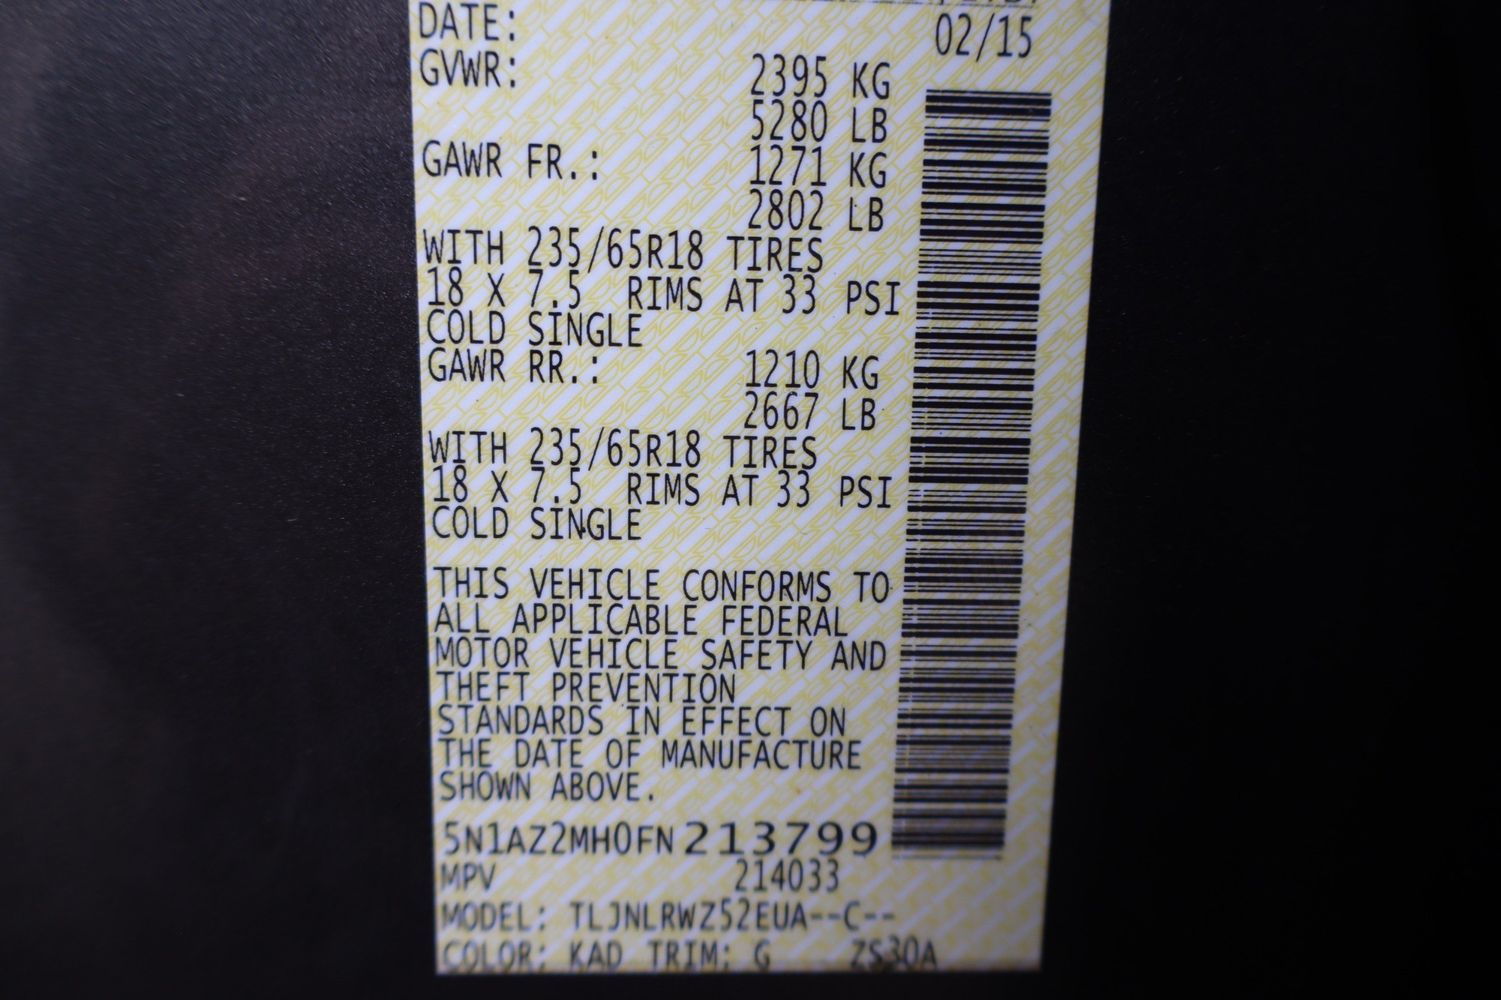 DATE: 02/15
GVWR: 2395 KG
5280 LB
GAWR FR.: 1271 KG
2802 LB
WITH 235/65R18 TIRES
18 X 7.5 RIMS AT 33 PSI
COLD SINGLE
GAWR RR.: 1210 KG
2667 LB
WITH 235/65R18 TIRES
18 X 7.5 RIMS AT 33 PSI
COLD SINGLE
THIS VEHICLE CONFORMS TO
ALL APPLICABLE FEDERAL
MOTOR VEHICLE SAFETY AND
THEFT PREVENTION
STANDARDS IN EFFECT ON
THE DATE OF MANUFACTURE
SHOWN ABOVE.
5N1AZ2MH0FN213799
MPV 214033
MODEL: TLJNLRWZ52EUA--C--
COLOR: KAD TRIM: G ZS30A